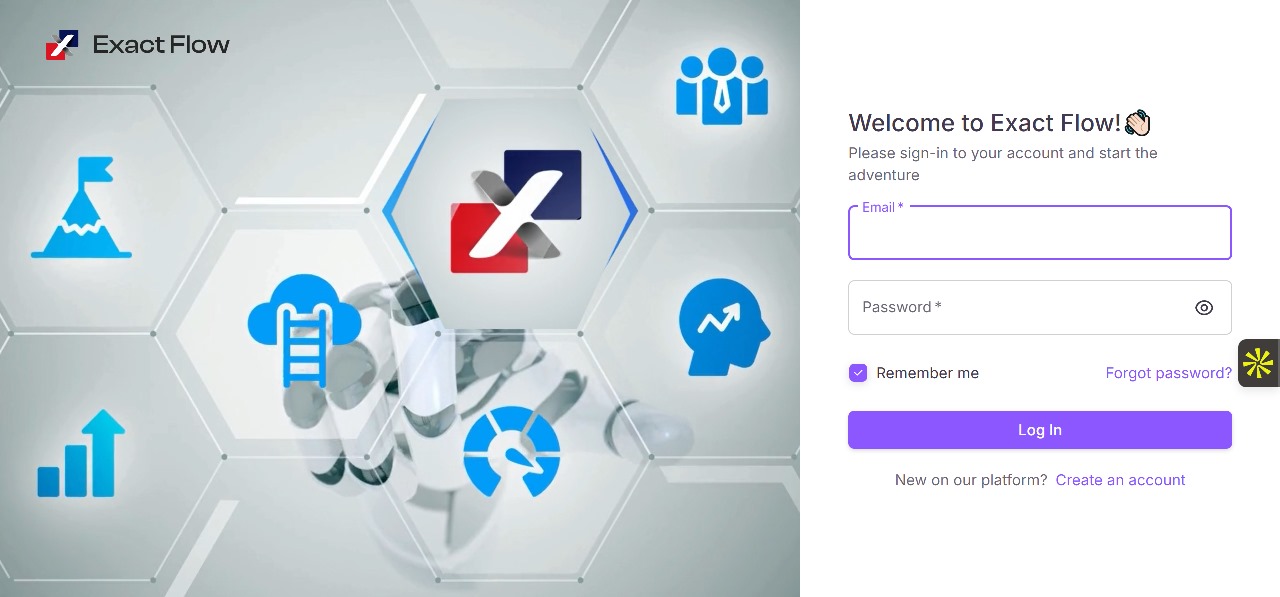 Exact Flow
Welcome to Exact Flow!👋🏻
Please sign-in to your account and start the
adventure
Email *
Password *
Remember me
Forgot password?
Log In
New on our platform? Create an account